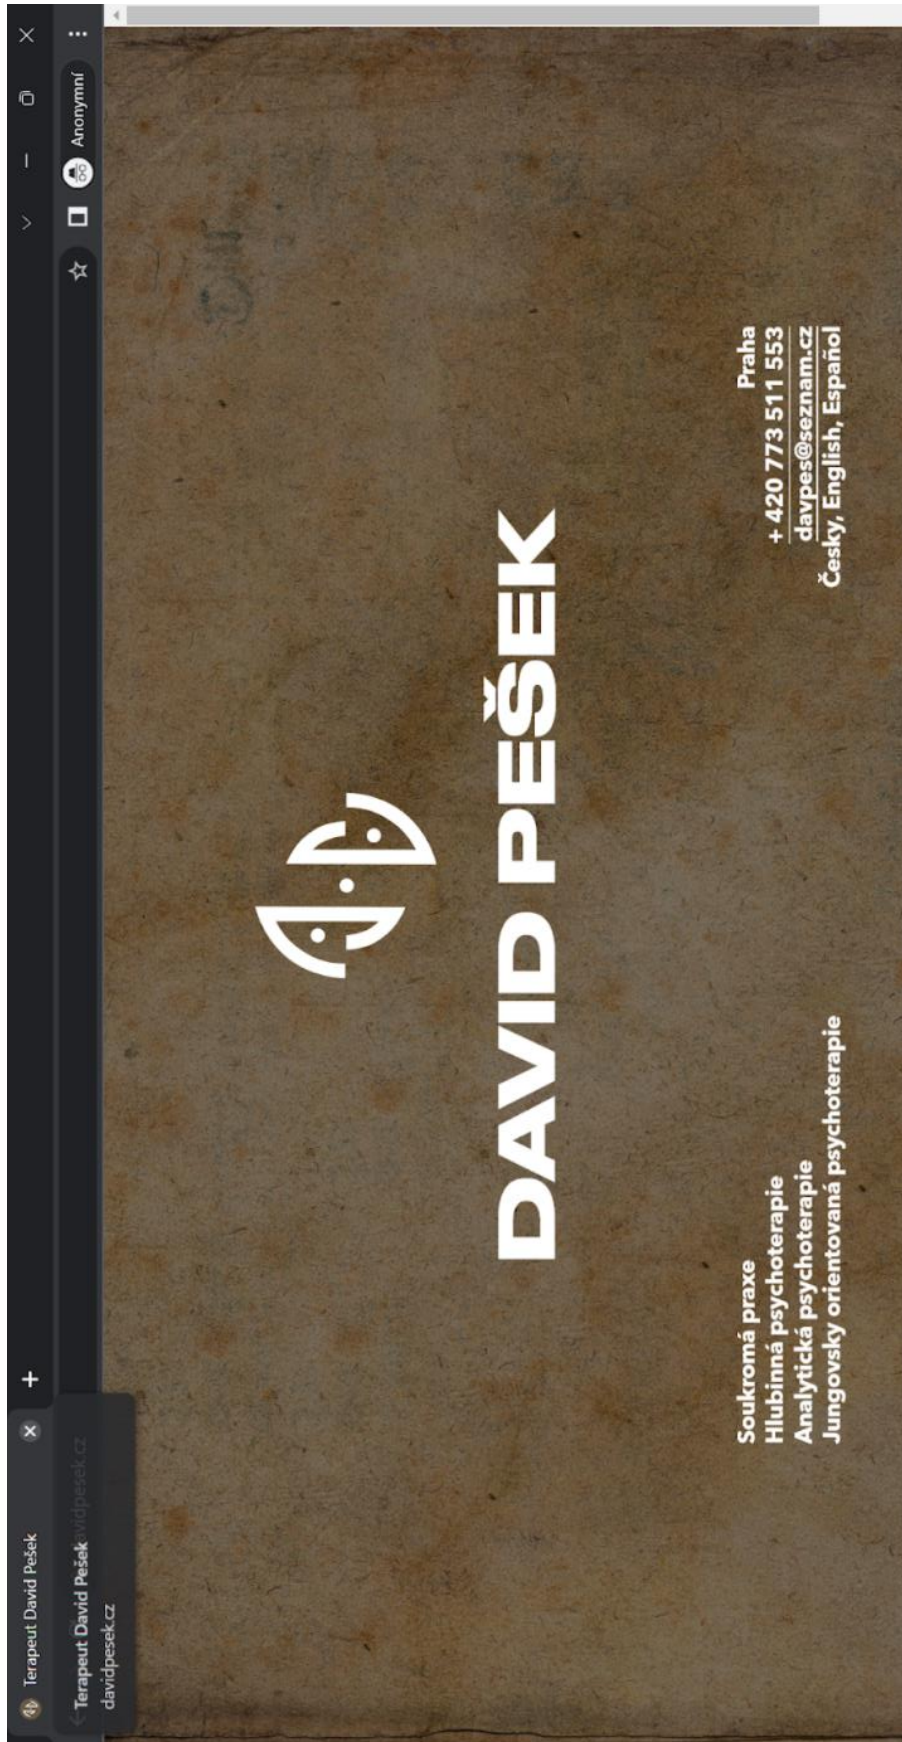 Terapeut David Pešek
Anonymní
Terapeut David Pešek
davidpesek.cz
DAVID PEŠEK
Soukromá praxe
Hlubinná psychoterapie
Analytická psychoterapie
Jungovsky orientovaná psychoterapie
Praha
+ 420 773 511 553
davpes@seznam.cz
Česky, English, Español